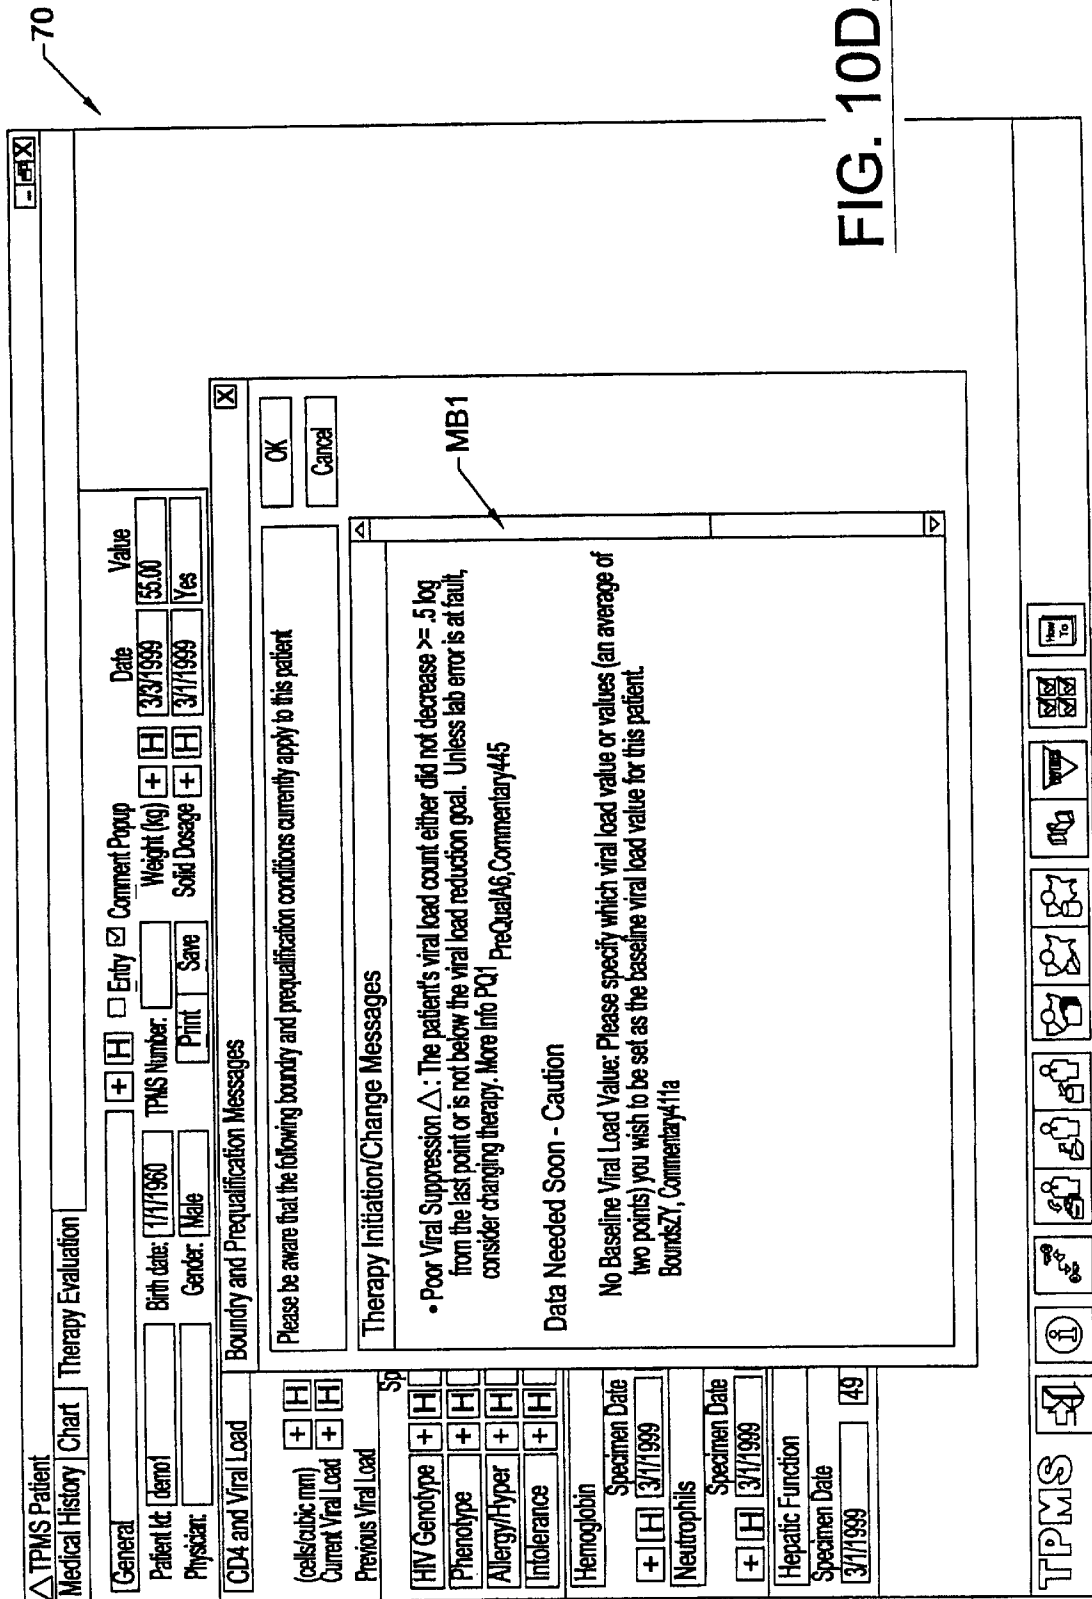 70
TPMS Patient
Medical History Chart Therapy Evaluation
General + H Entry Comment Popup Date Value
Patient Id: demo1 Birth date: 1/1/1960 TPMS Number: Weight (kg) + H 3/3/1999 55.00
Physician: Gender: Male Print Save Solid Dosage + H 3/1/1999 Yes
CD4 and Viral Load
(cells/cubic mm) + H
Current Viral Load + H
Previous Viral Load
Sp
HIV Genotype + H
Phenotype + H
Allergy/Hyper + H
Intolerance + H
Hemoglobin
Specimen Date
+ H 3/1/1999
Neutrophils
Specimen Date
+ H 3/1/1999
Hepatic Function
Specimen Date
3/1/1999 49
Boundry and Prequalification Messages X
Please be aware that the following boundry and prequalification conditions currently apply to this patient
OK
Cancel
Therapy Initiation/Change Messages
MB1
• Poor Viral Suppression △: The patient's viral load count either did not decrease >= .5 log
from the last point or is not below the viral load reduction goal. Unless lab error is at fault,
consider changing therapy. More Info PQ1 PreQualA6,Commentary445
Data Needed Soon - Caution
No Baseline Viral Load Value: Please specify which viral load value or values (an average of
two points) you wish to be set as the baseline viral load value for this patient.
BoundsZY, Commentary411a
TPMS i How To
FIG. 10D.